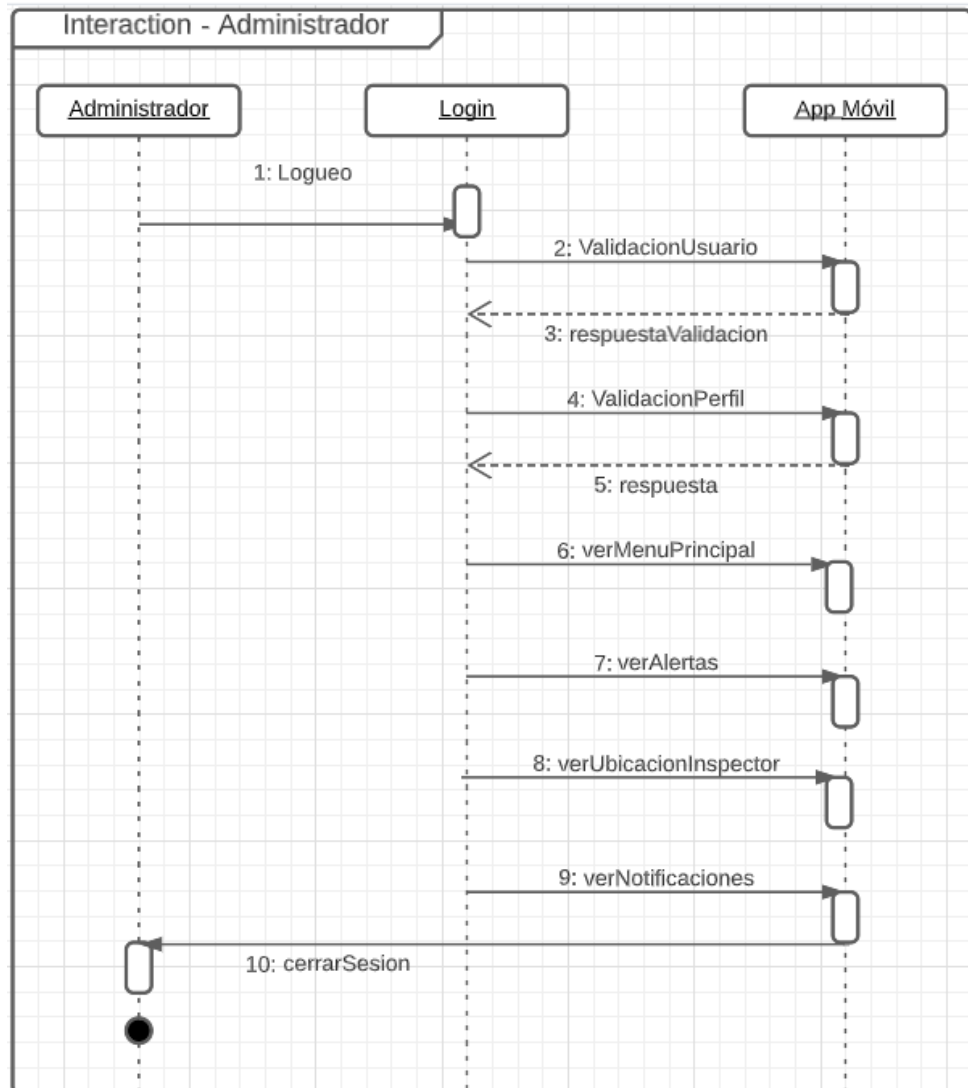 Interaction - Administrador
Administrador
Login
App Móvil
1: Logueo
2: ValidacionUsuario
3: respuestaValidacion
4: ValidacionPerfil
5: respuesta
6: verMenuPrincipal
7: verAlertas
8: verUbicacionInspector
9: verNotificaciones
10: cerrarSesion